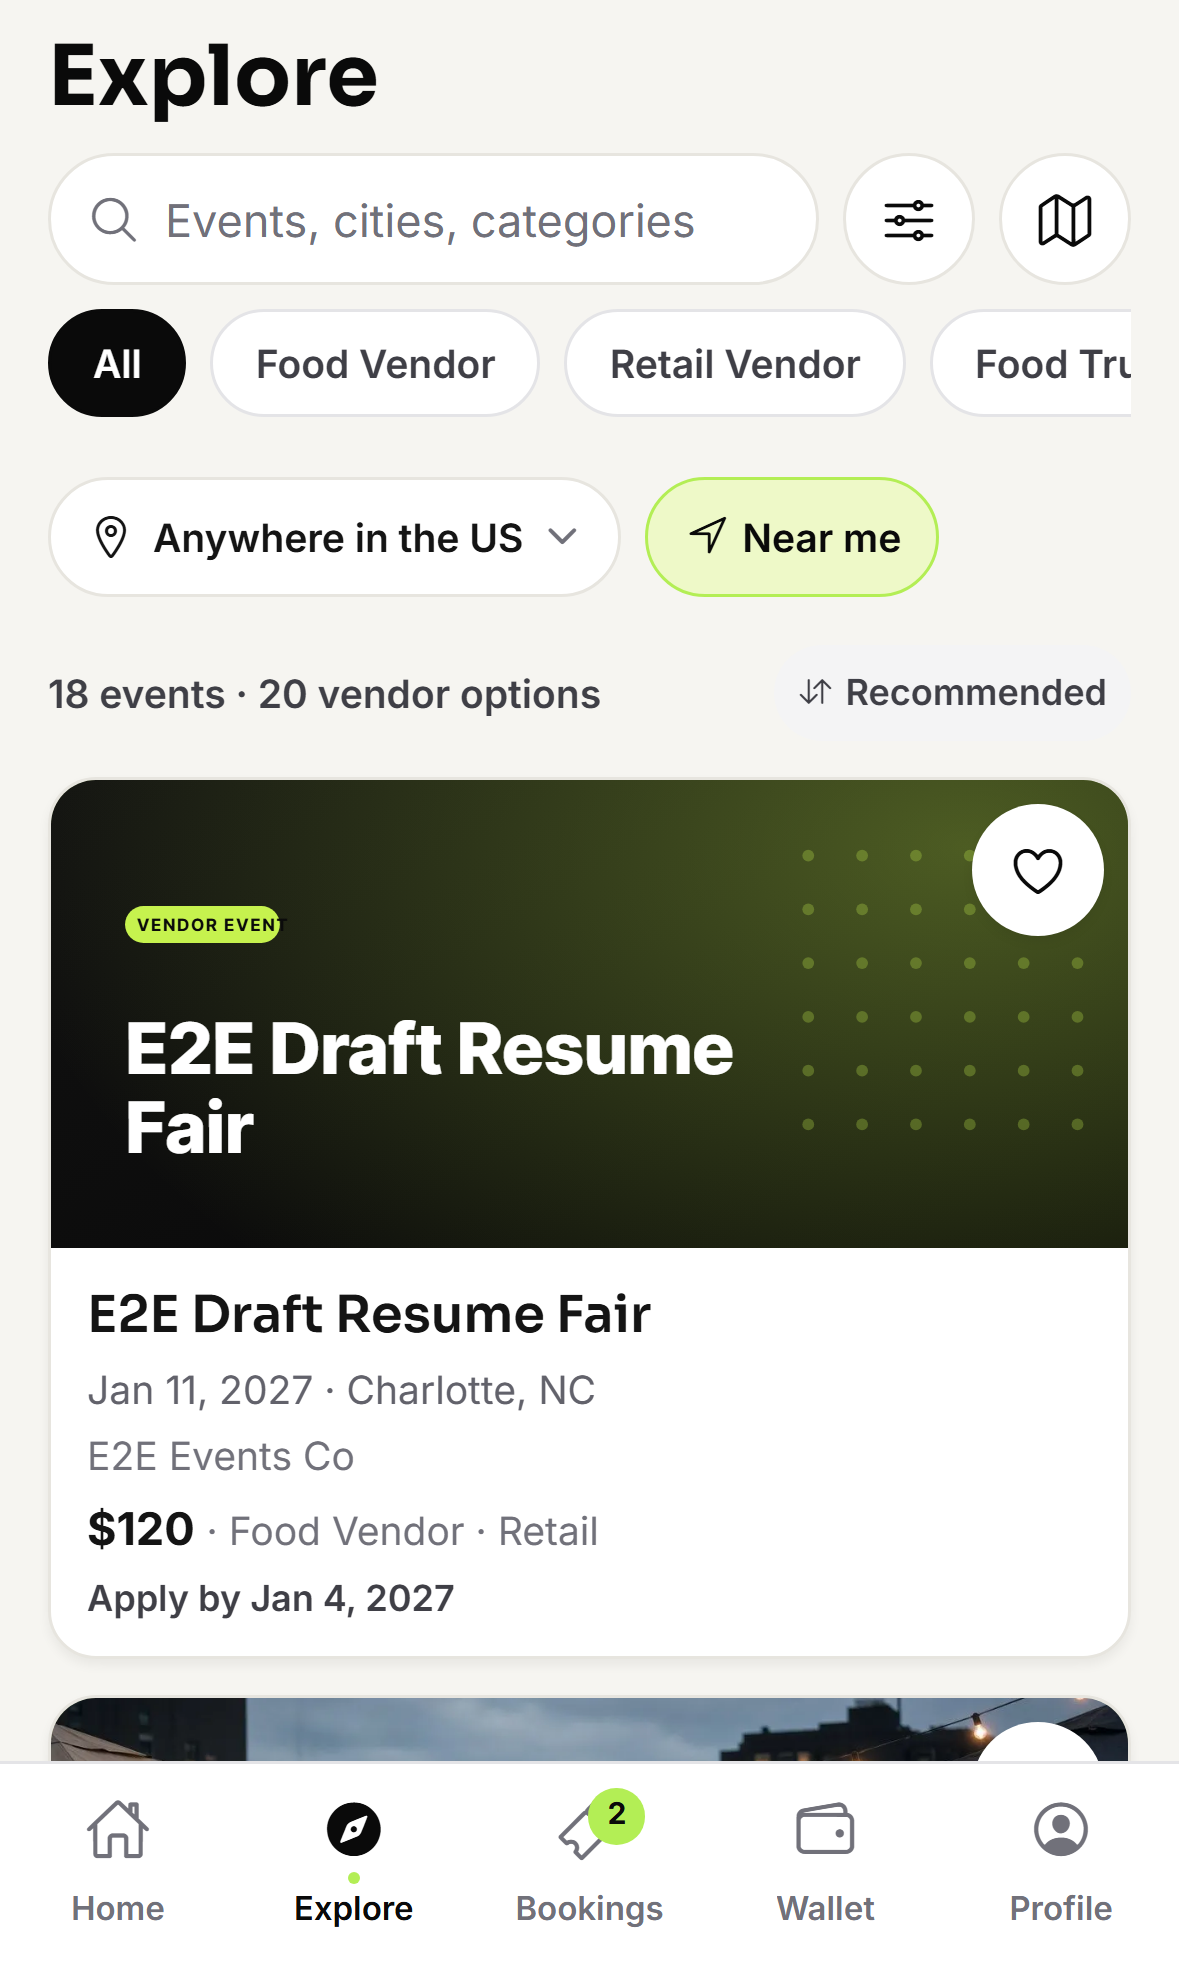 Explore
Events, cities, categories
All
Food Vendor
Retail Vendor
Food Tru
Anywhere in the US
Near me
18 events · 20 vendor options
Recommended
VENDOR EVENT
E2E Draft Resume
Fair
E2E Draft Resume Fair
Jan 11, 2027 · Charlotte, NC
E2E Events Co
$120 · Food Vendor · Retail
Apply by Jan 4, 2027
2
Home
Explore
Bookings
Wallet
Profile